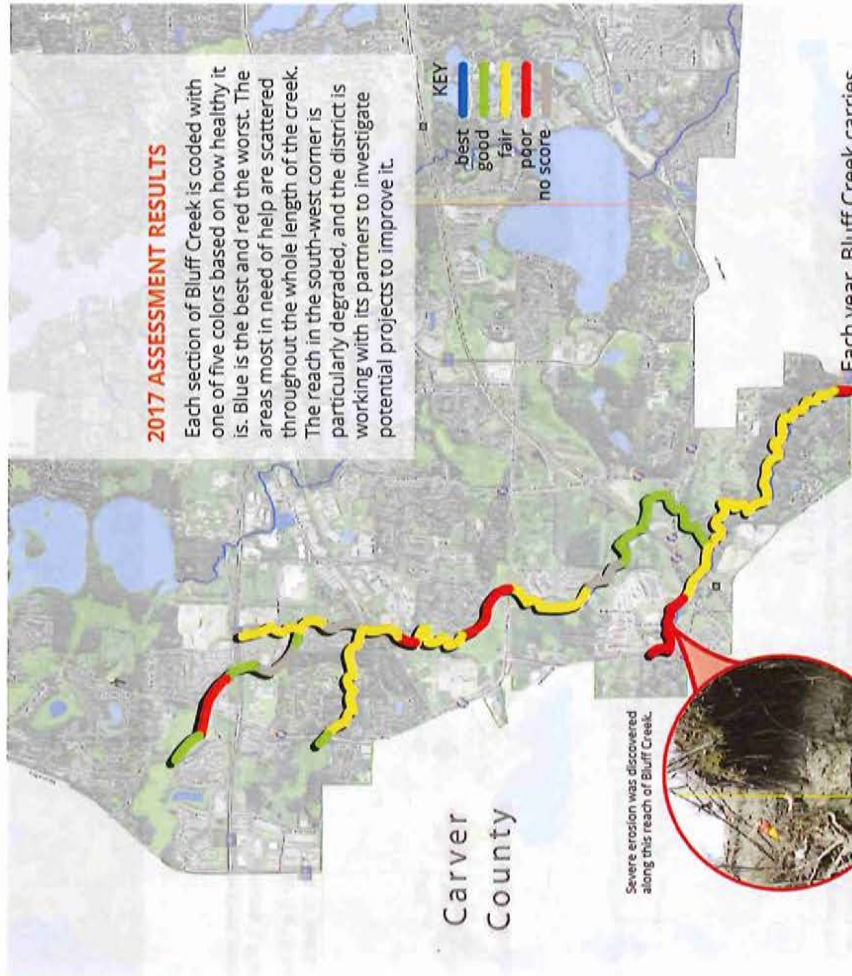 2017 ASSESSMENT RESULTS
Each section of Bluff Creek is coded with
one of five colors based on how healthy it
is. Blue is the best and red the worst. The
areas most in need of help are scattered
throughout the whole length of the creek.
The reach in the south-west corner is
particularly degraded, and the district is
working with its partners to investigate
potential projects to improve it.
KEY
best
good
fair
poor
no score
Carver
County
Severe erosion was discovered
along this reach of Bluff Creek.
Each year, Bluff Creek carries